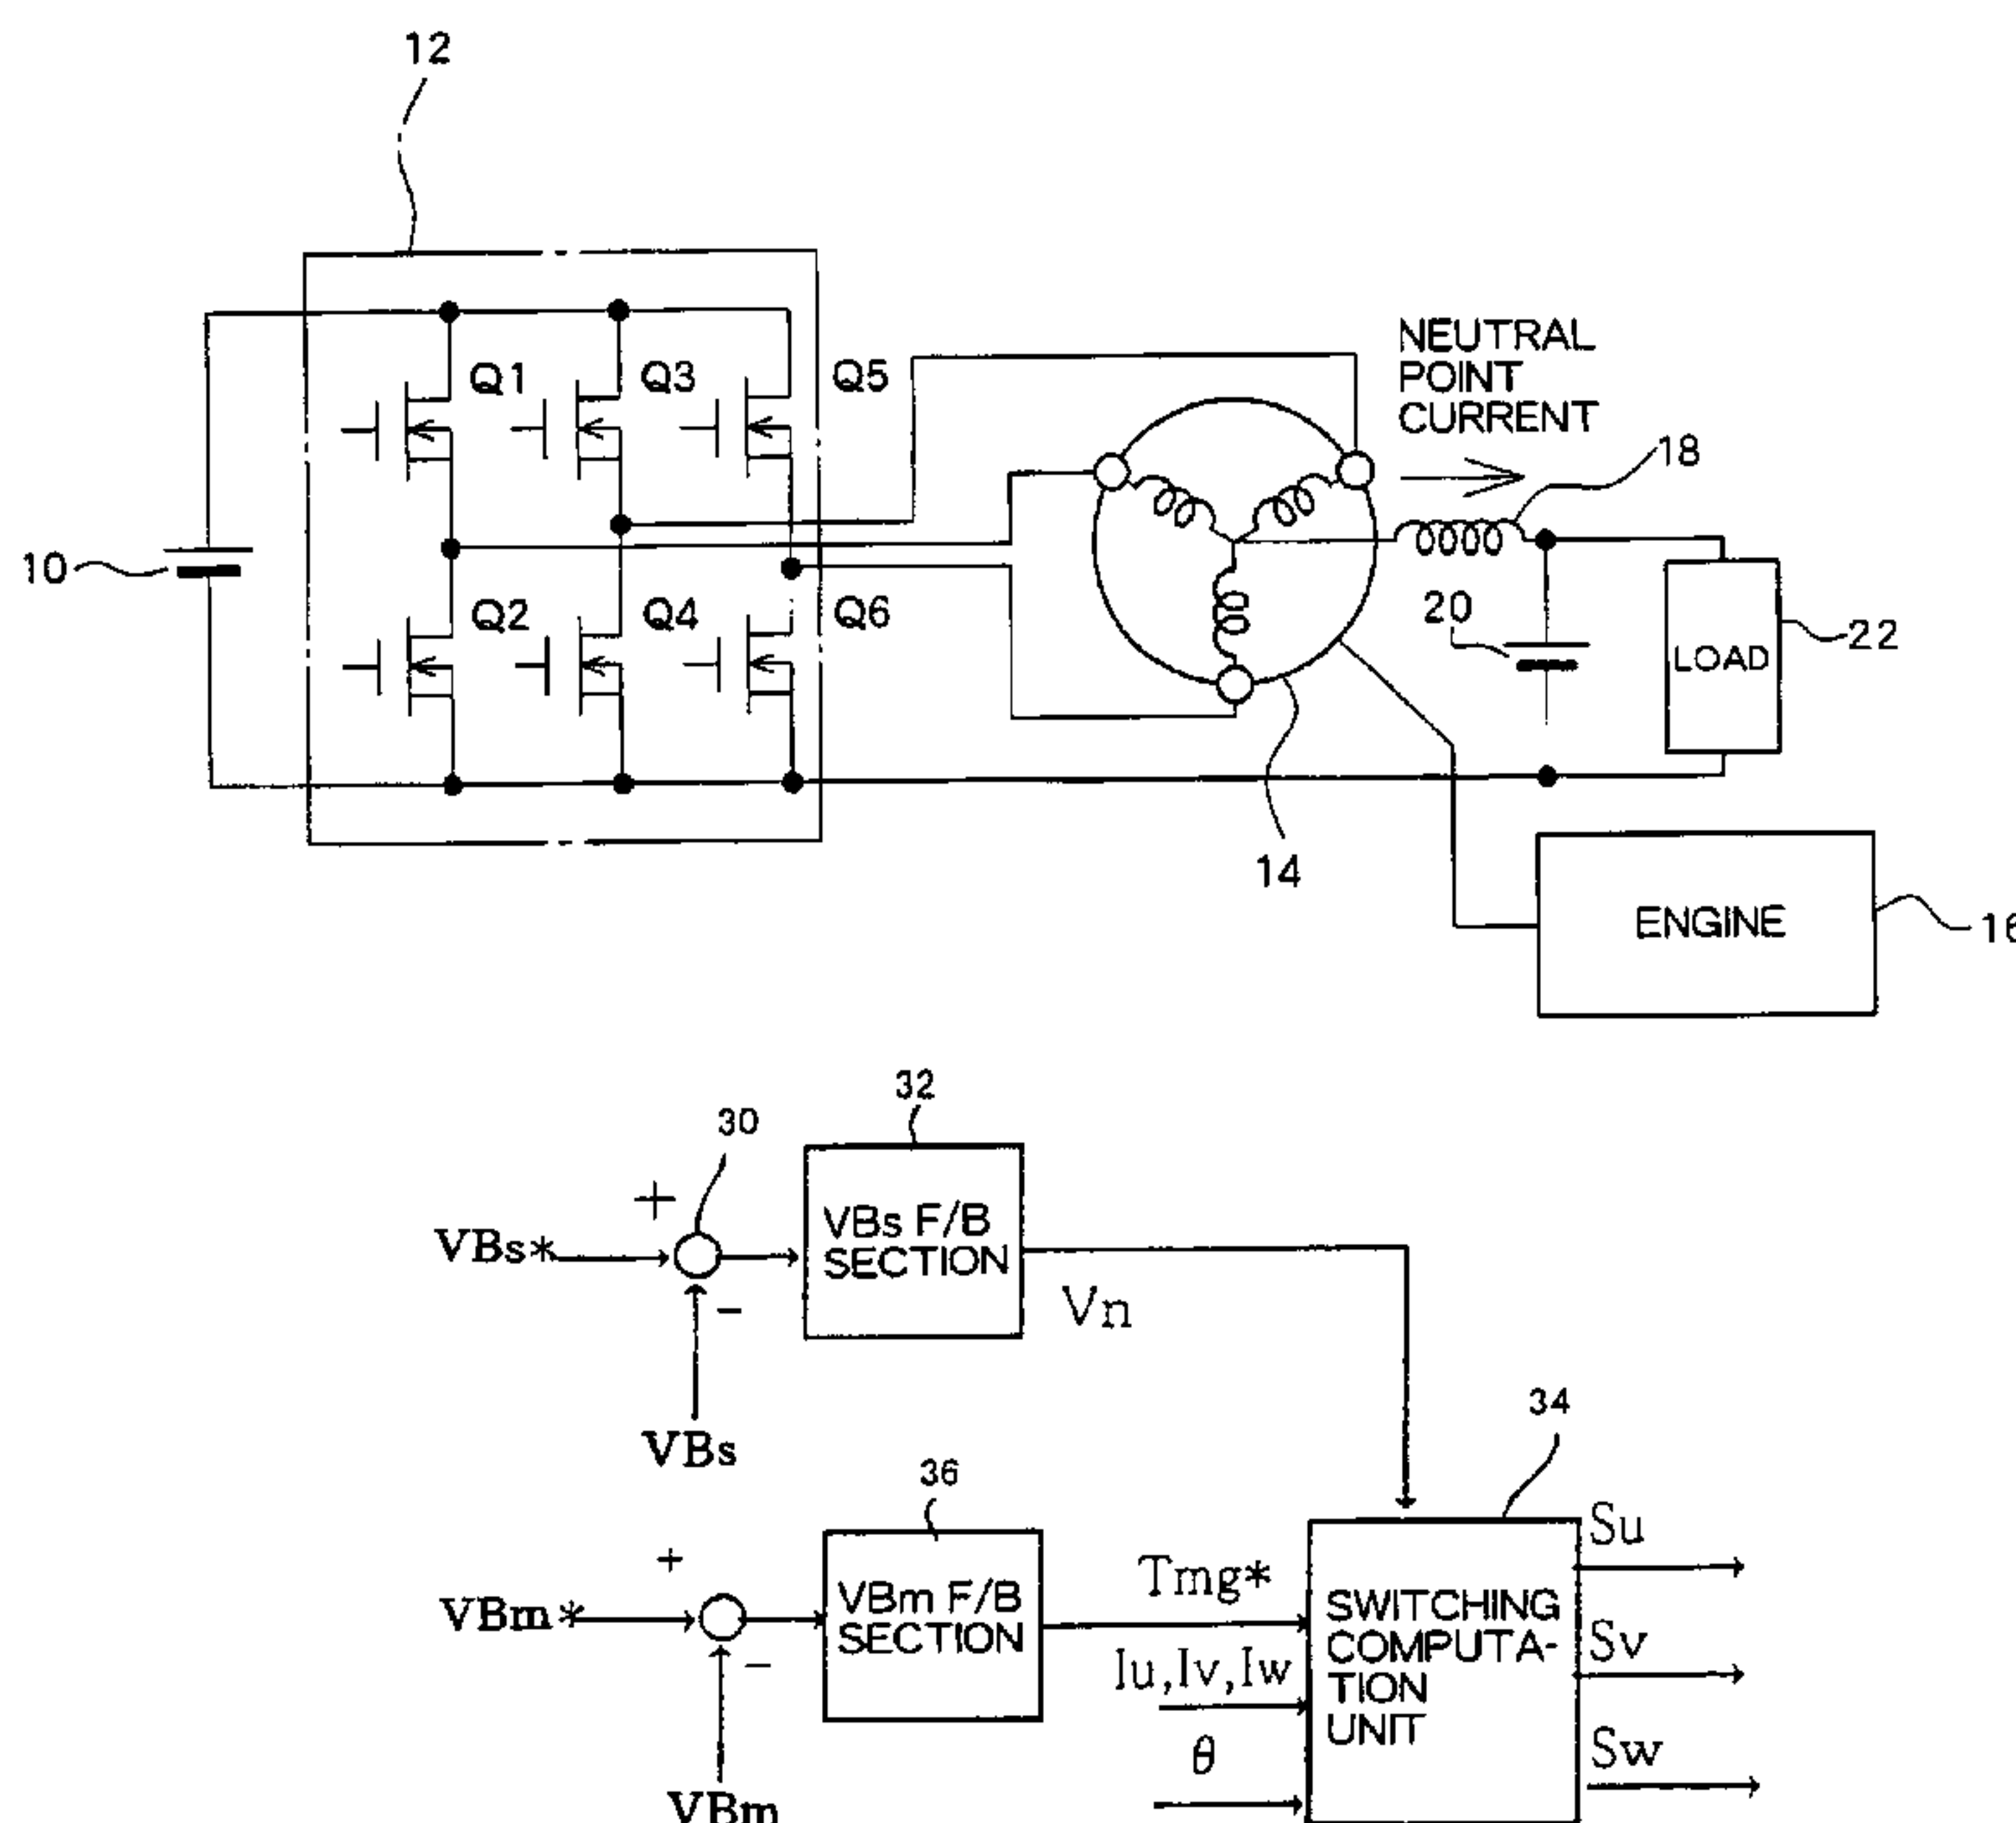 12
Q1
Q3
Q5
NEUTRAL
POINT
CURRENT
18
10
Q2
Q4
Q6
20
22
LOAD
14
ENGINE
16
32
30
+
VBs*
VBs F/B
SECTION
-
Vn
VBs
34
36
+
VBm*
VBm F/B
SECTION
-
Tmg*
Iu,Iv,Iw
θ
SWITCHING
COMPUTA-
TION
UNIT
Su
Sv
Sw
VBm